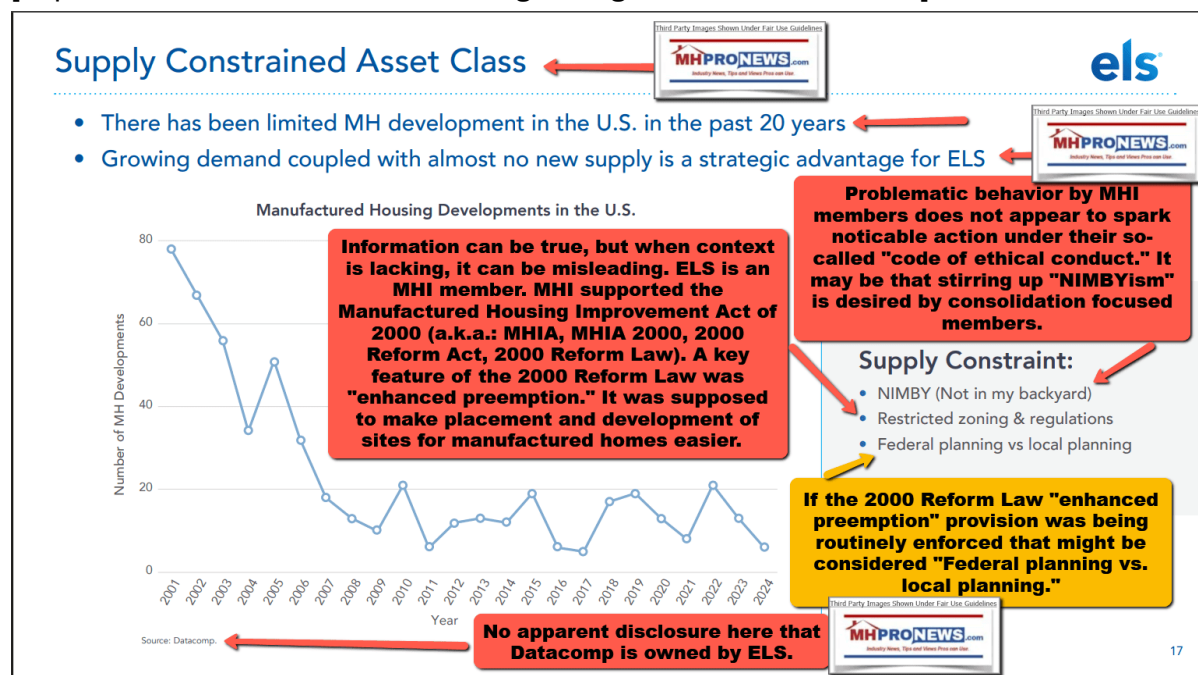 Supply Constrained Asset Class
Third Party Images Shown Under Fair Use Guidelines
MHPRONEWS.com
Industry News, Tips and Views Pros can Use
els
• There has been limited MH development in the U.S. in the past 20 years
• Growing demand coupled with almost no new supply is a strategic advantage for ELS
Third Party Images Shown Under Fair Use Guidelines
MHPRONEWS.com
Industry News, Tips and Views Pros can Use
Problematic behavior by MHI
members does not appear to spark
noticable action under their so-
called "code of ethical conduct." It
may be that stirring up "NIMBYism"
is desired by consolidation focused
members.
Manufactured Housing Developments in the U.S.
Information can be true, but when context
is lacking, it can be misleading. ELS is an
MHI member. MHI supported the
Manufactured Housing Improvement Act of
2000 (a.k.a.: MHIA, MHIA 2000, 2000
Reform Act, 2000 Reform Law). A key
feature of the 2000 Reform Law was
"enhanced preemption." It was supposed
to make placement and development of
sites for manufactured homes easier.
Supply Constraint:
• NIMBY (Not in my backyard)
• Restricted zoning & regulations
• Federal planning vs local planning
If the 2000 Reform Law "enhanced
preemption" provision was being
routinely enforced that might be
considered "Federal planning vs.
local planning."
Number of MH Developments
80
60
40
20
0
2001
2002
2003
2004
2005
2006
2007
2008
2009
2010
2011
2012
2013
2014
2015
2016
2017
2018
2019
2020
2021
2022
2023
2024
Year
Source: Datacomp.
No apparent disclosure here that
Datacomp is owned by ELS.
Third Party Images Shown Under Fair Use Guidelines
MHPRONEWS.com
Industry News, Tips and Views Pros can Use
17